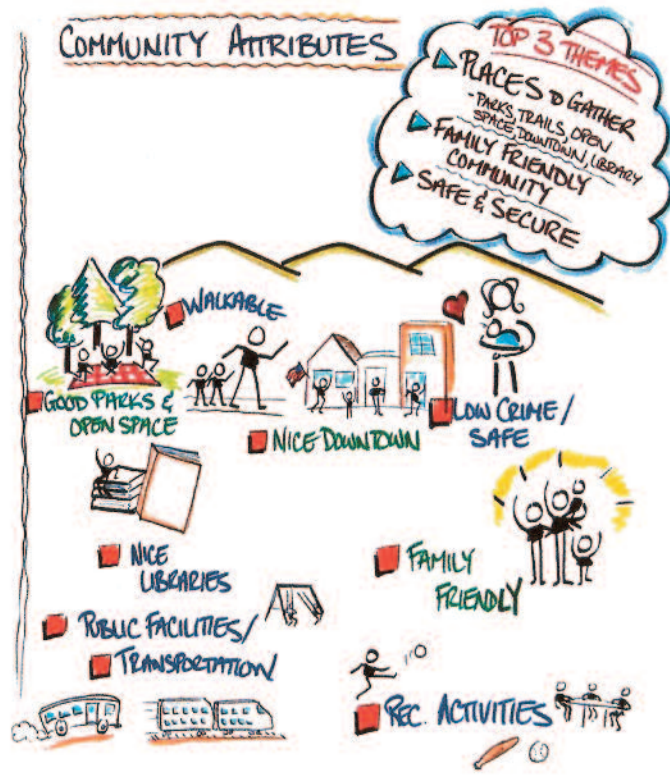 COMMUNITY ATTRIBUTES
TOP 3 THEMES
PLACES to GATHER
- PARKS, TRAILS, OPEN
SPACE, DOWNTOWN, LIBRARY
FAMILY FRIENDLY
COMMUNITY
SAFE & SECURE
WALKABLE
GOOD PARKS &
OPEN SPACE
NICE DOWNTOWN
LOW CRIME/
SAFE
NICE
LIBRARIES
FAMILY
FRIENDLY
PUBLIC FACILITIES/
TRANSPORTATION
REC. ACTIVITIES